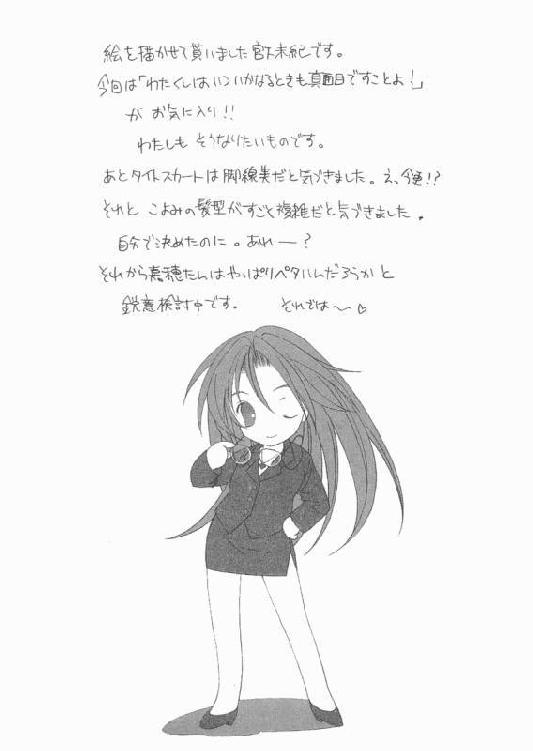 絵を描かせて貰いました宮下未紀です。
今回は「わたくしはいついかなるときも真面目ですことよ!」
がお気に入り!!
わたしもそうなりたいものです。
あとタイトスカートは脚線美だと気づきました。え、今更!?
それとこよみの髪型がすごく複雑だと気づきました。
自分で決めたのに。あれー?
それから嘉穂たんはやっぱりペタハんだろうかと
鋭意検討中です。 それでは〜♡